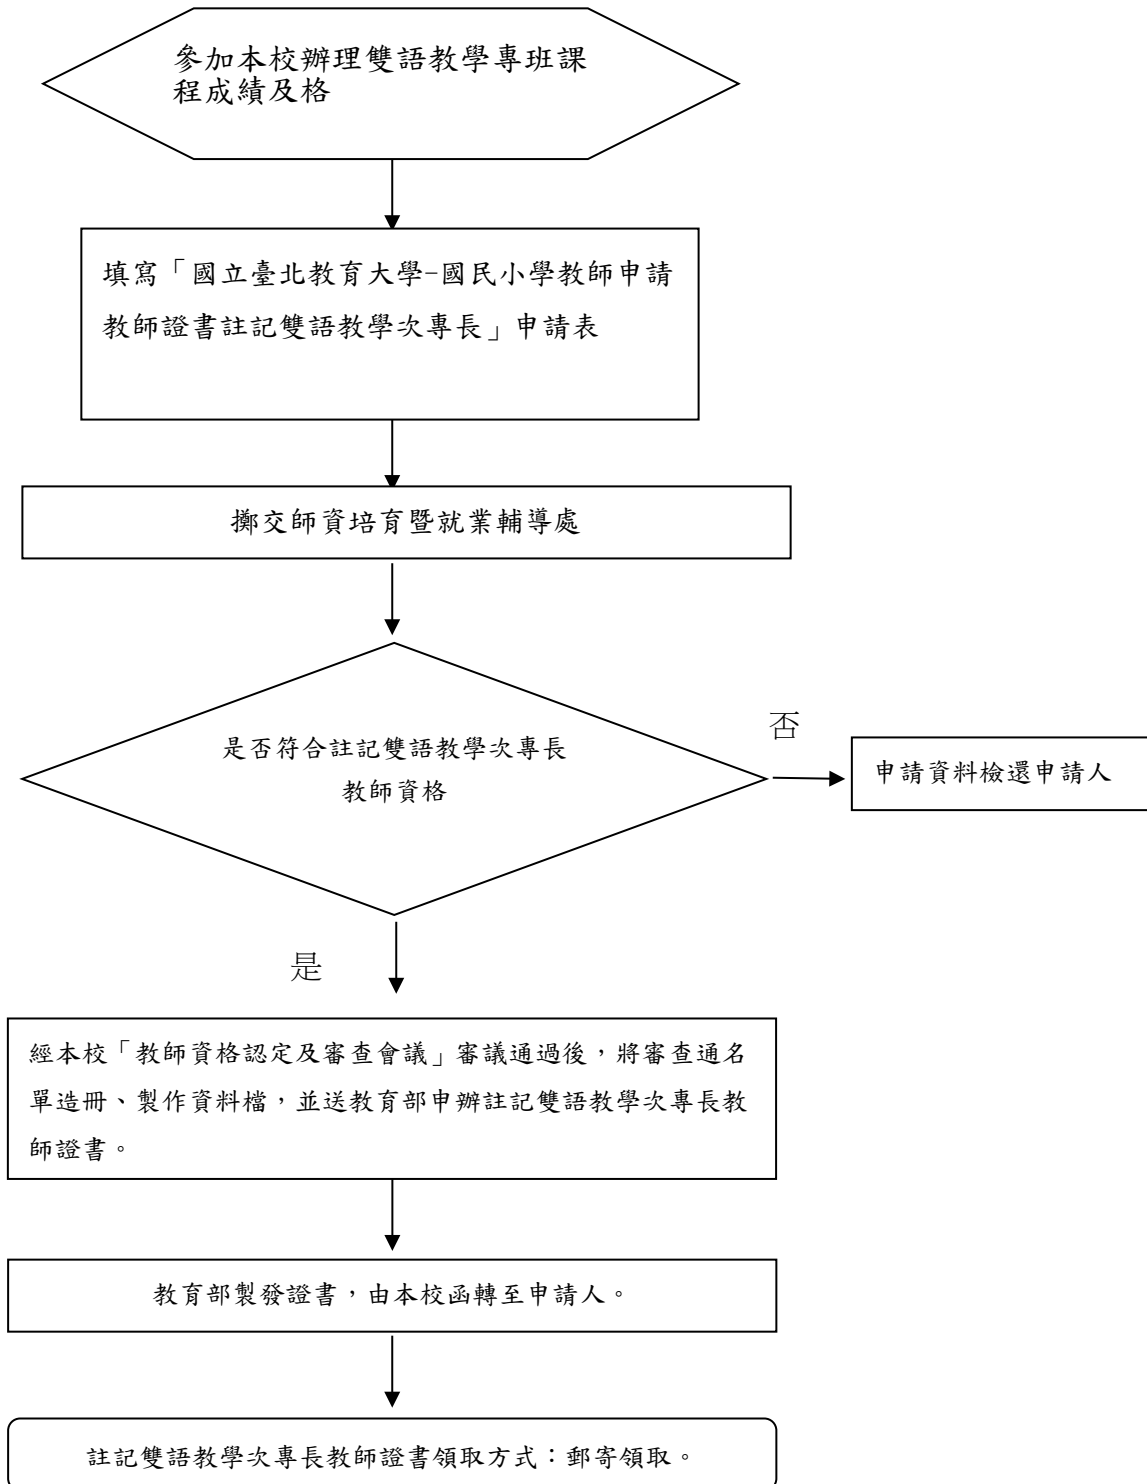 參加本校辦理雙語教學專班課
程成績及格
填寫「國立臺北教育大學-國民小學教師申請
教師證書註記雙語教學次專長」申請表
擲交師資培育暨就業輔導處
是否符合註記雙語教學次專長
教師資格
否
申請資料檢還申請人
是
經本校「教師資格認定及審查會議」審議通過後，將審查通名
單造冊、製作資料檔，並送教育部申辦註記雙語教學次專長教
師證書。
教育部製發證書，由本校函轉至申請人。
註記雙語教學次專長教師證書領取方式：郵寄領取。